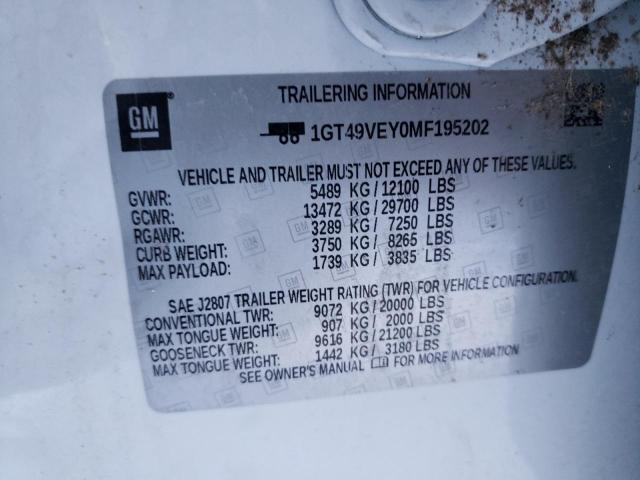 GM
TRAILERING INFORMATION
1GT49VEY0MF195202
VEHICLE AND TRAILER MUST NOT EXCEED ANY OF THESE VALUES.
GVWR: 5489 KG/12100 LBS
GCWR: 13472 KG/29700 LBS
RGAWR: 3289 KG/ 7250 LBS
CURB WEIGHT: 3750 KG/ 8265 LBS
MAX PAYLOAD: 1739 KG/ 3835 LBS
SAE J2807 TRAILER WEIGHT RATING (TWR) FOR VEHICLE CONFIGURATION.
CONVENTIONAL TWR: 9072 KG/20000 LBS
MAX TONGUE WEIGHT: 907 KG/ 2000 LBS
GOOSENECK TWR: 9616 KG/21200 LBS
MAX TONGUE WEIGHT: 1442 KG/ 3180 LBS
SEE OWNER'S MANUAL FOR MORE INFORMATION